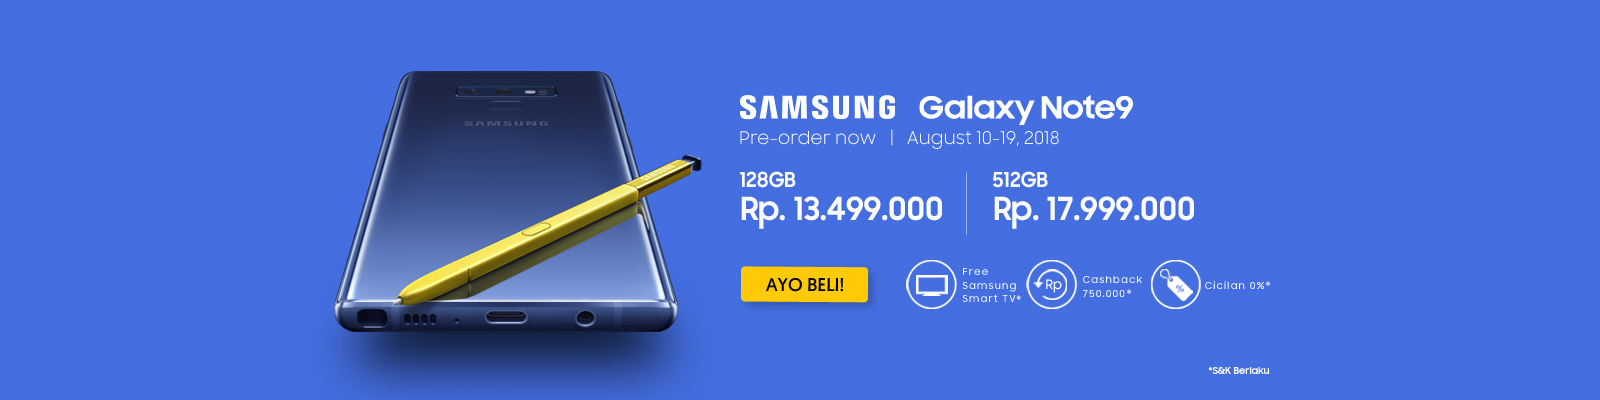 SAMSUNG
SAMSUNG Galaxy Note9
Pre-order now | August 10-19, 2018
128GB
Rp. 13.499.000
512GB
Rp. 17.999.000
AYO BELI!
Free
Samsung
Smart TV*
Rp
Cashback
750.000*
Cicilan 0%*
*S&K Berlaku